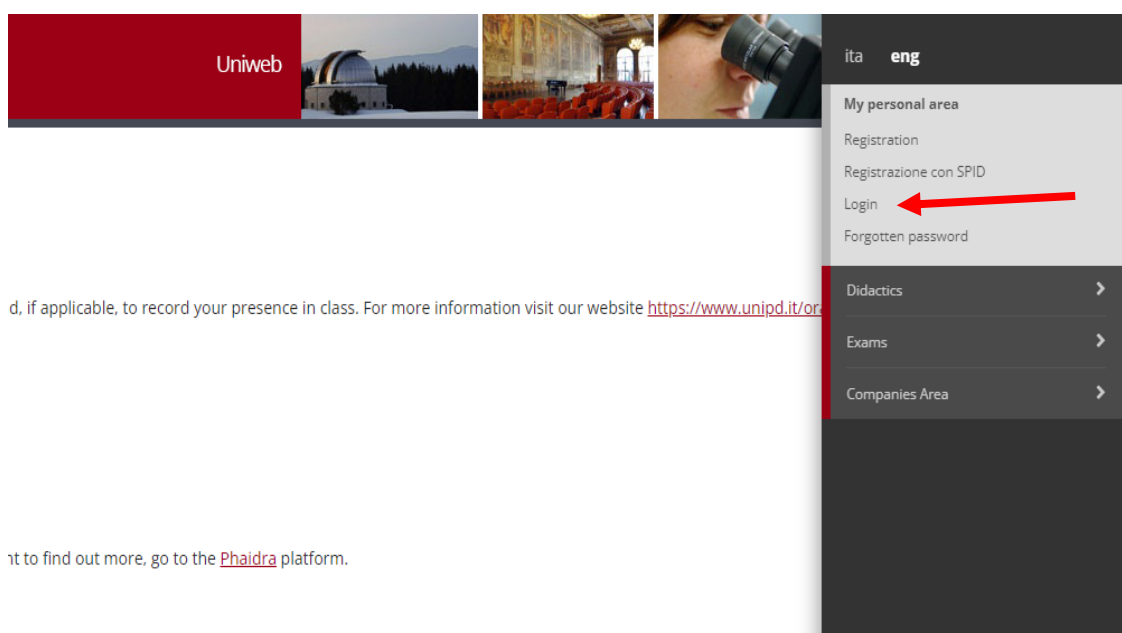 Uniweb
ita eng
My personal area
Registration
Registrazione con SPID
Login
Forgotten password
Didactics
Exams
Companies Area
d, if applicable, to record your presence in class. For more information visit our website https://www.unipd.it/or
nt to find out more, go to the Phaidra platform.